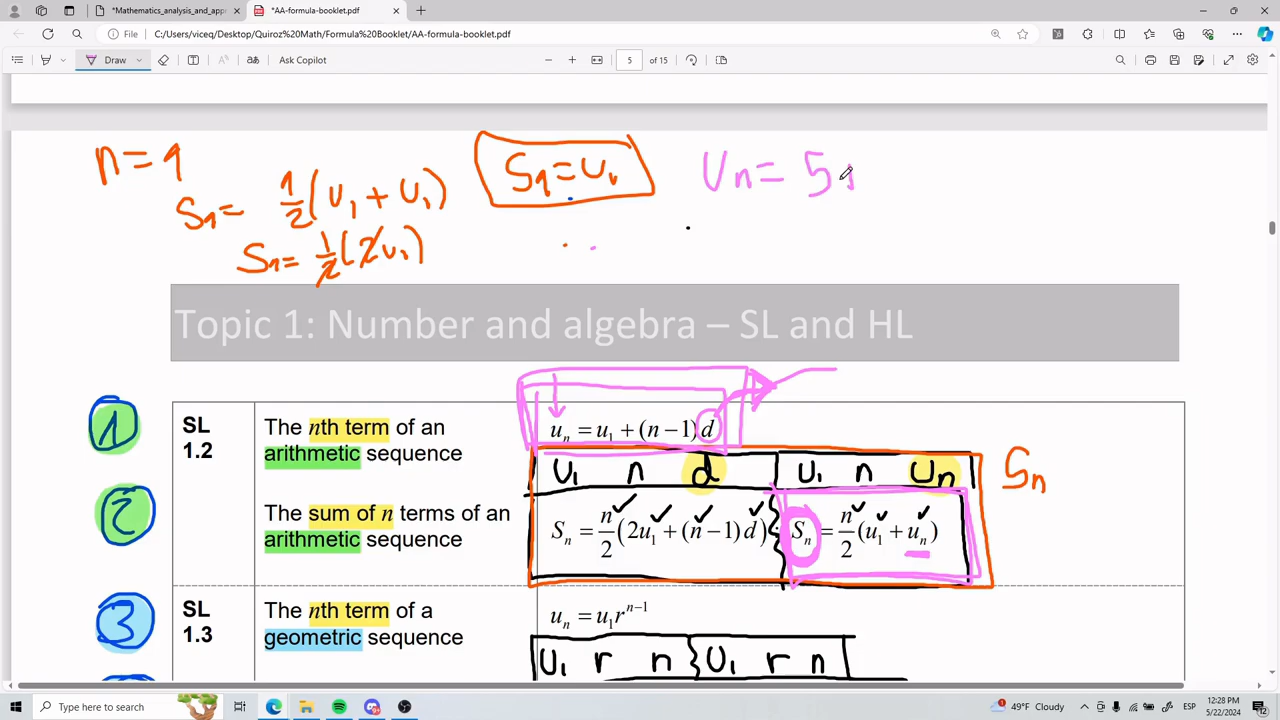 *Mathematics_analysis_and_app
*AA-formula-booklet.pdf
File
C:/Users/viceq/Desktop/Quiroz%20Math/Formula%20Booklet/AA-formula-booklet.pdf
Draw
Ask Copilot
5
of 15
n = 1
S₁ = 1/2 (U₁ + U₁)
S₁ = 1/2 (2U₁)
S₁ = U₁
Un = 5
Topic 1: Number and algebra – SL and HL
1
SL 1.2
The nth term of an
arithmetic sequence
uₙ = u₁ + (n − 1) d
U₁ n d U₁ n Un
Sn
2
The sum of n terms of an
arithmetic sequence
Sₙ = n/2 (2u₁ + (n − 1) d) ; Sₙ = n/2 (u₁ + uₙ)
3
SL 1.3
The nth term of a
geometric sequence
uₙ = u₁rⁿ⁻¹
U₁ r n U₁ r n
Type here to search
49°F Cloudy
ESP
12:28 PM
5/22/2024